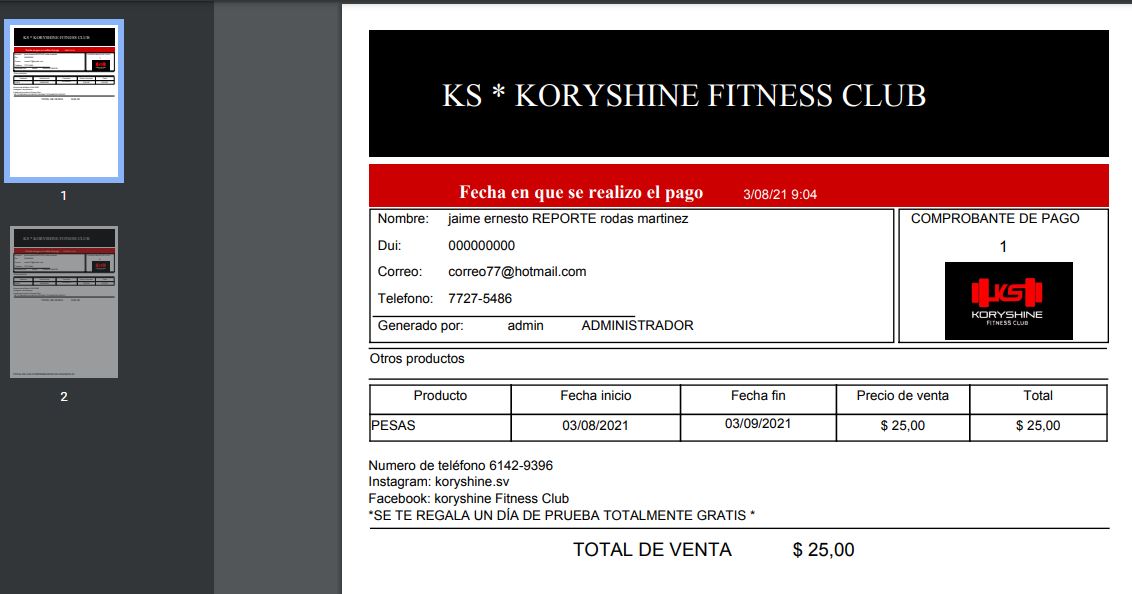 KS * KORYSHINE FITNESS CLUB
Fecha en que se realizo el pago 3/08/21 9:04
Nombre: jaime ernesto REPORTE rodas martinez
Dui: 000000000
Correo: correo77@hotmail.com
Telefono: 7727-5486
Generado por: admin ADMINISTRADOR
COMPROBANTE DE PAGO
1
KS
KORYSHINE
FITNESS CLUB
Otros productos
Producto Fecha inicio Fecha fin Precio de venta Total
PESAS 03/08/2021 03/09/2021 $ 25,00 $ 25,00
Numero de teléfono 6142-9396
Instagram: koryshine.sv
Facebook: koryshine Fitness Club
*SE TE REGALA UN DÍA DE PRUEBA TOTALMENTE GRATIS *
TOTAL DE VENTA $ 25,00
1
2